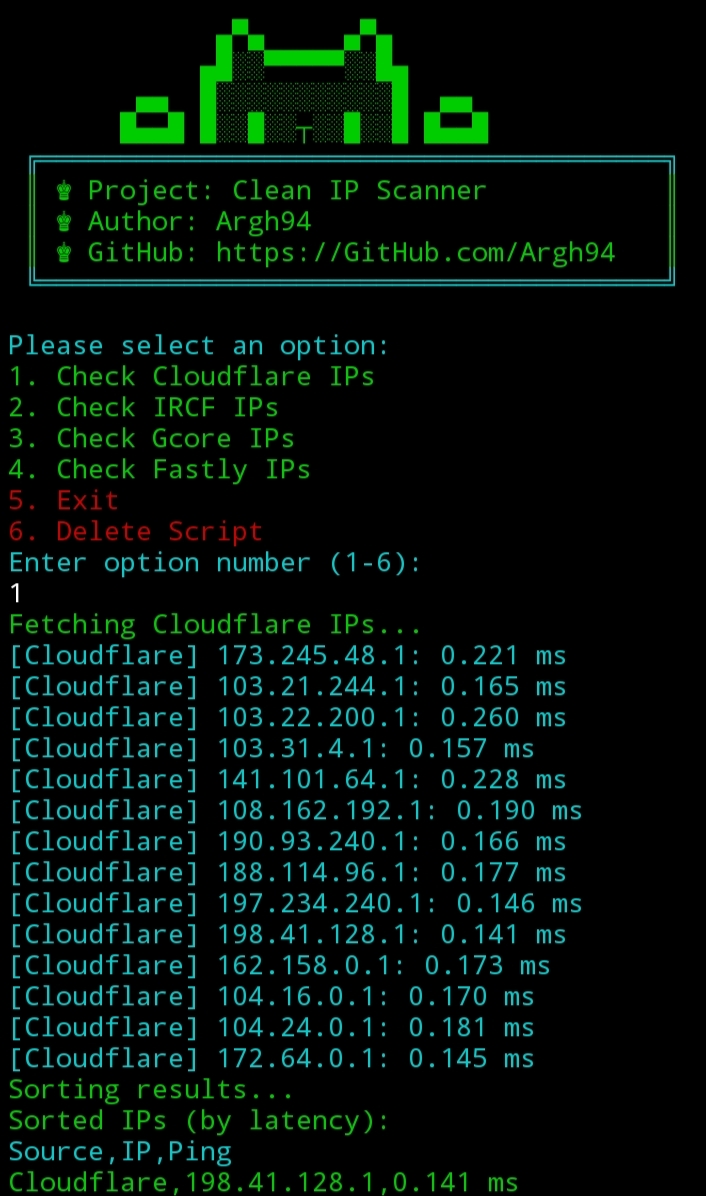 ♚ Project: Clean IP Scanner
♚ Author: Argh94
♚ GitHub: https://GitHub.com/Argh94
Please select an option:
1. Check Cloudflare IPs
2. Check IRCF IPs
3. Check Gcore IPs
4. Check Fastly IPs
5. Exit
6. Delete Script
Enter option number (1-6):
1
Fetching Cloudflare IPs...
[Cloudflare] 173.245.48.1: 0.221 ms
[Cloudflare] 103.21.244.1: 0.165 ms
[Cloudflare] 103.22.200.1: 0.260 ms
[Cloudflare] 103.31.4.1: 0.157 ms
[Cloudflare] 141.101.64.1: 0.228 ms
[Cloudflare] 108.162.192.1: 0.190 ms
[Cloudflare] 190.93.240.1: 0.166 ms
[Cloudflare] 188.114.96.1: 0.177 ms
[Cloudflare] 197.234.240.1: 0.146 ms
[Cloudflare] 198.41.128.1: 0.141 ms
[Cloudflare] 162.158.0.1: 0.173 ms
[Cloudflare] 104.16.0.1: 0.170 ms
[Cloudflare] 104.24.0.1: 0.181 ms
[Cloudflare] 172.64.0.1: 0.145 ms
Sorting results...
Sorted IPs (by latency):
Source,IP,Ping
Cloudflare,198.41.128.1,0.141 ms